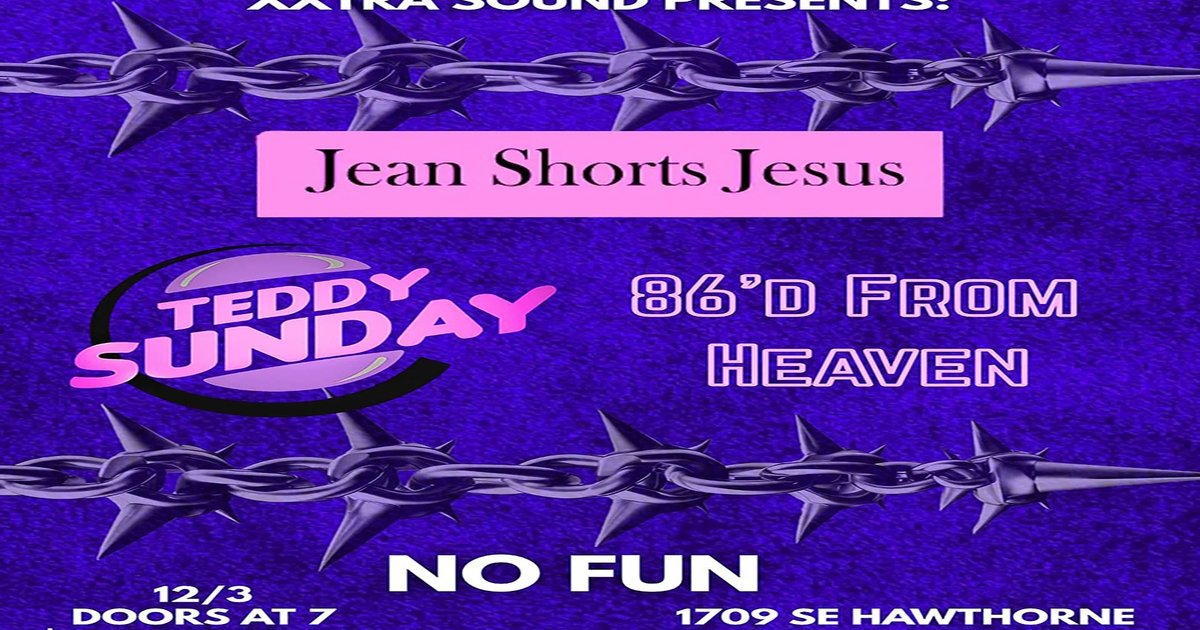 XXTRA SOUND PRESENTS:
Jean Shorts Jesus
TEDDY
SUNDAY
86'D FROM
HEAVEN
NO FUN
12/3
DOORS AT 7
1709 SE HAWTHORNE